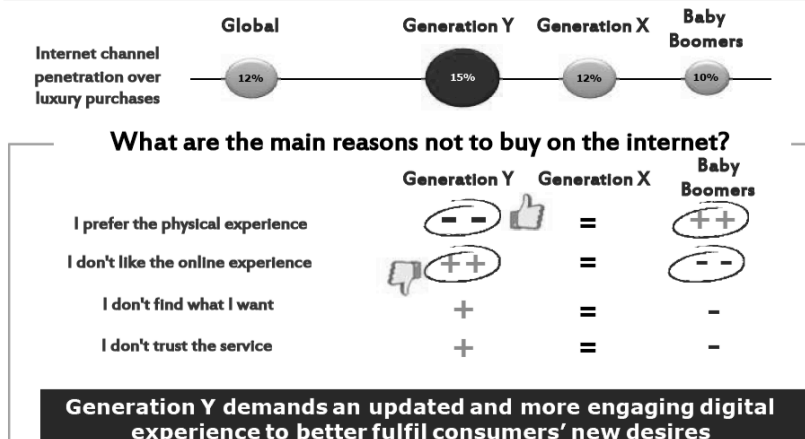 Global Generation Y Generation X Baby
Boomers
Internet channel
penetration over
luxury purchases
12% 15% 12% 10%
What are the main reasons not to buy on the internet?
Generation Y Generation X Baby
Boomers
I prefer the physical experience - - = ++
I don't like the online experience ++ = - -
I don't find what I want + = -
I don't trust the service + = -
Generation Y demands an updated and more engaging digital
experience to better fulfil consumers’ new desires